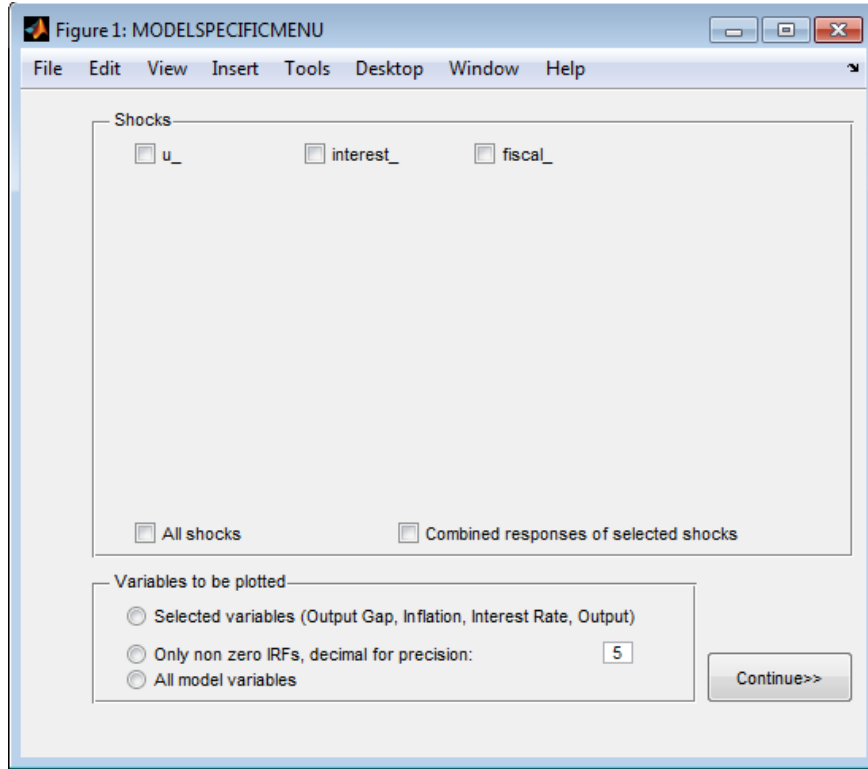 Figure 1: MODELSPECIFICMENU
File Edit View Insert Tools Desktop Window Help
Shocks
u_ interest_ fiscal_
All shocks Combined responses of selected shocks
Variables to be plotted
Selected variables (Output Gap, Inflation, Interest Rate, Output)
Only non zero IRFs, decimal for precision: 5
All model variables
Continue>>